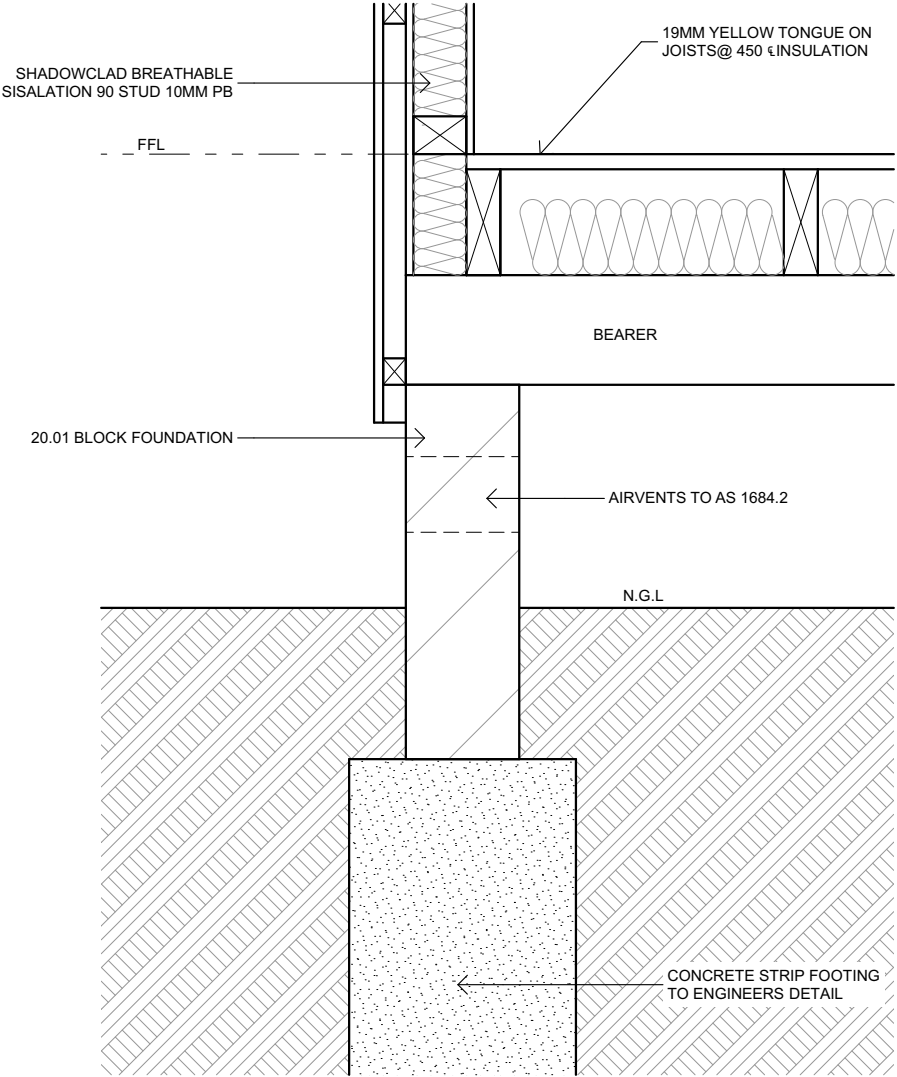 19MM YELLOW TONGUE ON
JOISTS@ 450 ℄INSULATION
SHADOWCLAD BREATHABLE
SISALATION 90 STUD 10MM PB
FFL
BEARER
20.01 BLOCK FOUNDATION
AIRVENTS TO AS 1684.2
N.G.L
CONCRETE STRIP FOOTING
TO ENGINEERS DETAIL